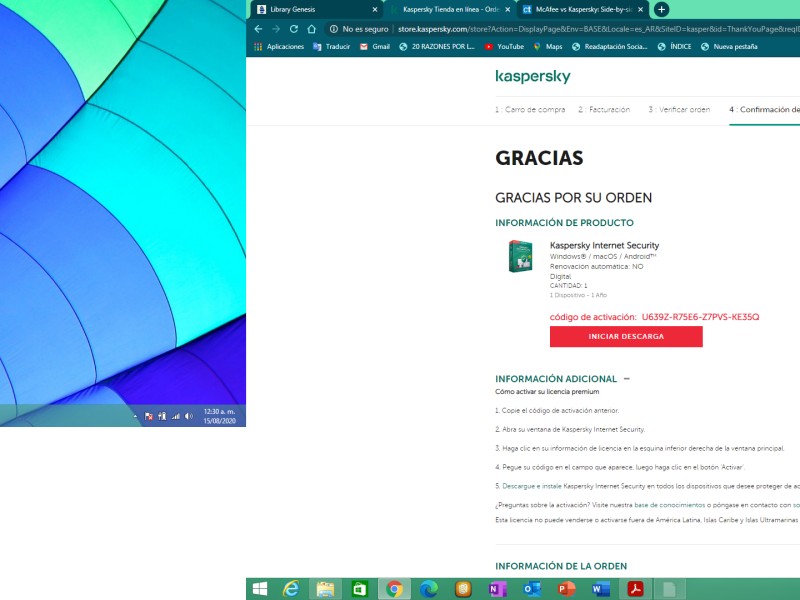 Library Genesis
Kaspersky Tienda en línea - Orde
McAfee vs Kaspersky: Side-by-sid
No es seguro | store.kaspersky.com/store?Action=DisplayPage&Env=BASE&Locale=es_AR&SiteID=kasper&id=ThankYouPage&reqID
Aplicaciones Traducir Gmail 20 RAZONES POR L... YouTube Maps Readaptación Socia... ÍNDICE Nueva pestaña
kaspersky
1 : Carro de compra 2 : Facturación 3 : Verificar orden 4 : Confirmación de
GRACIAS
GRACIAS POR SU ORDEN
INFORMACIÓN DE PRODUCTO
Kaspersky Internet Security
Windows® / macOS / Android™
Renovacion automatica: NO
Digital
CANTIDAD: 1
1 Dispositivo - 1 Año
código de activación: U639Z-R75E6-Z7PVS-KE35Q
INICIAR DESCARGA
INFORMACIÓN ADICIONAL −
Cómo activar su licencia premium
1. Copie el código de activación anterior.
2. Abra su ventana de Kaspersky Internet Security.
3. Haga clic en su información de licencia en la esquina inferior derecha de la ventana principal.
4. Pegue su código en el campo que aparece, luego haga clic en el botón 'Activar'.
5. Descargue e instale Kaspersky Internet Security en todos los dispositivos que desee proteger de ac
¿Preguntas sobre la activación? Visite nuestra base de conocimientos o póngase en contacto con so
Esta licencia no puede venderse o activarse fuera de América Latina, Islas Caribe y Islas Ultramarinas
INFORMACIÓN DE LA ORDEN
12:30 a. m.
15/08/2020